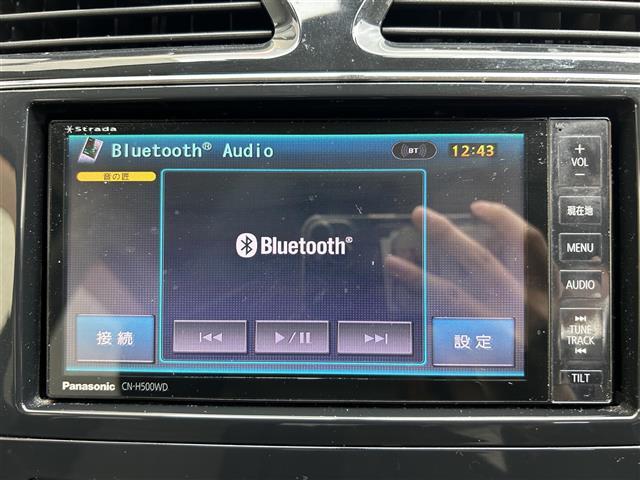 Strada
Bluetooth® Audio
BT
12:43
音の匠
Bluetooth®
接続
▶/II
設定
Panasonic CN-H500WD
+
VOL
−
現在地
MENU
AUDIO
TUNE
TRACK
TILT